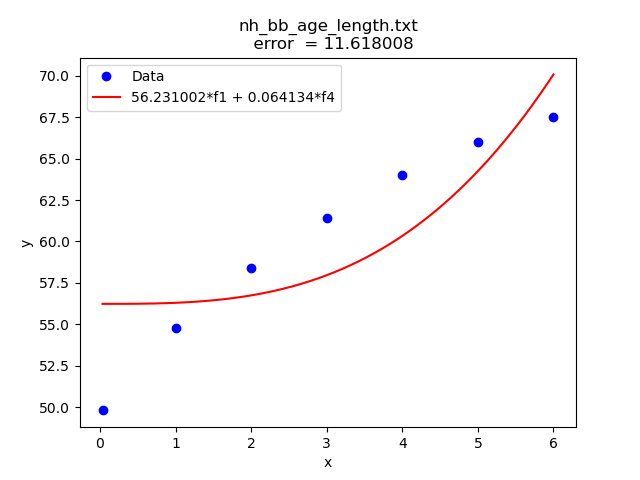 nh_bb_age_length.txt
error = 11.618008
Data
56.231002*f1 + 0.064134*f4
70.0
67.5
65.0
62.5
60.0
57.5
55.0
52.5
50.0
y
0 1 2 3 4 5 6
x